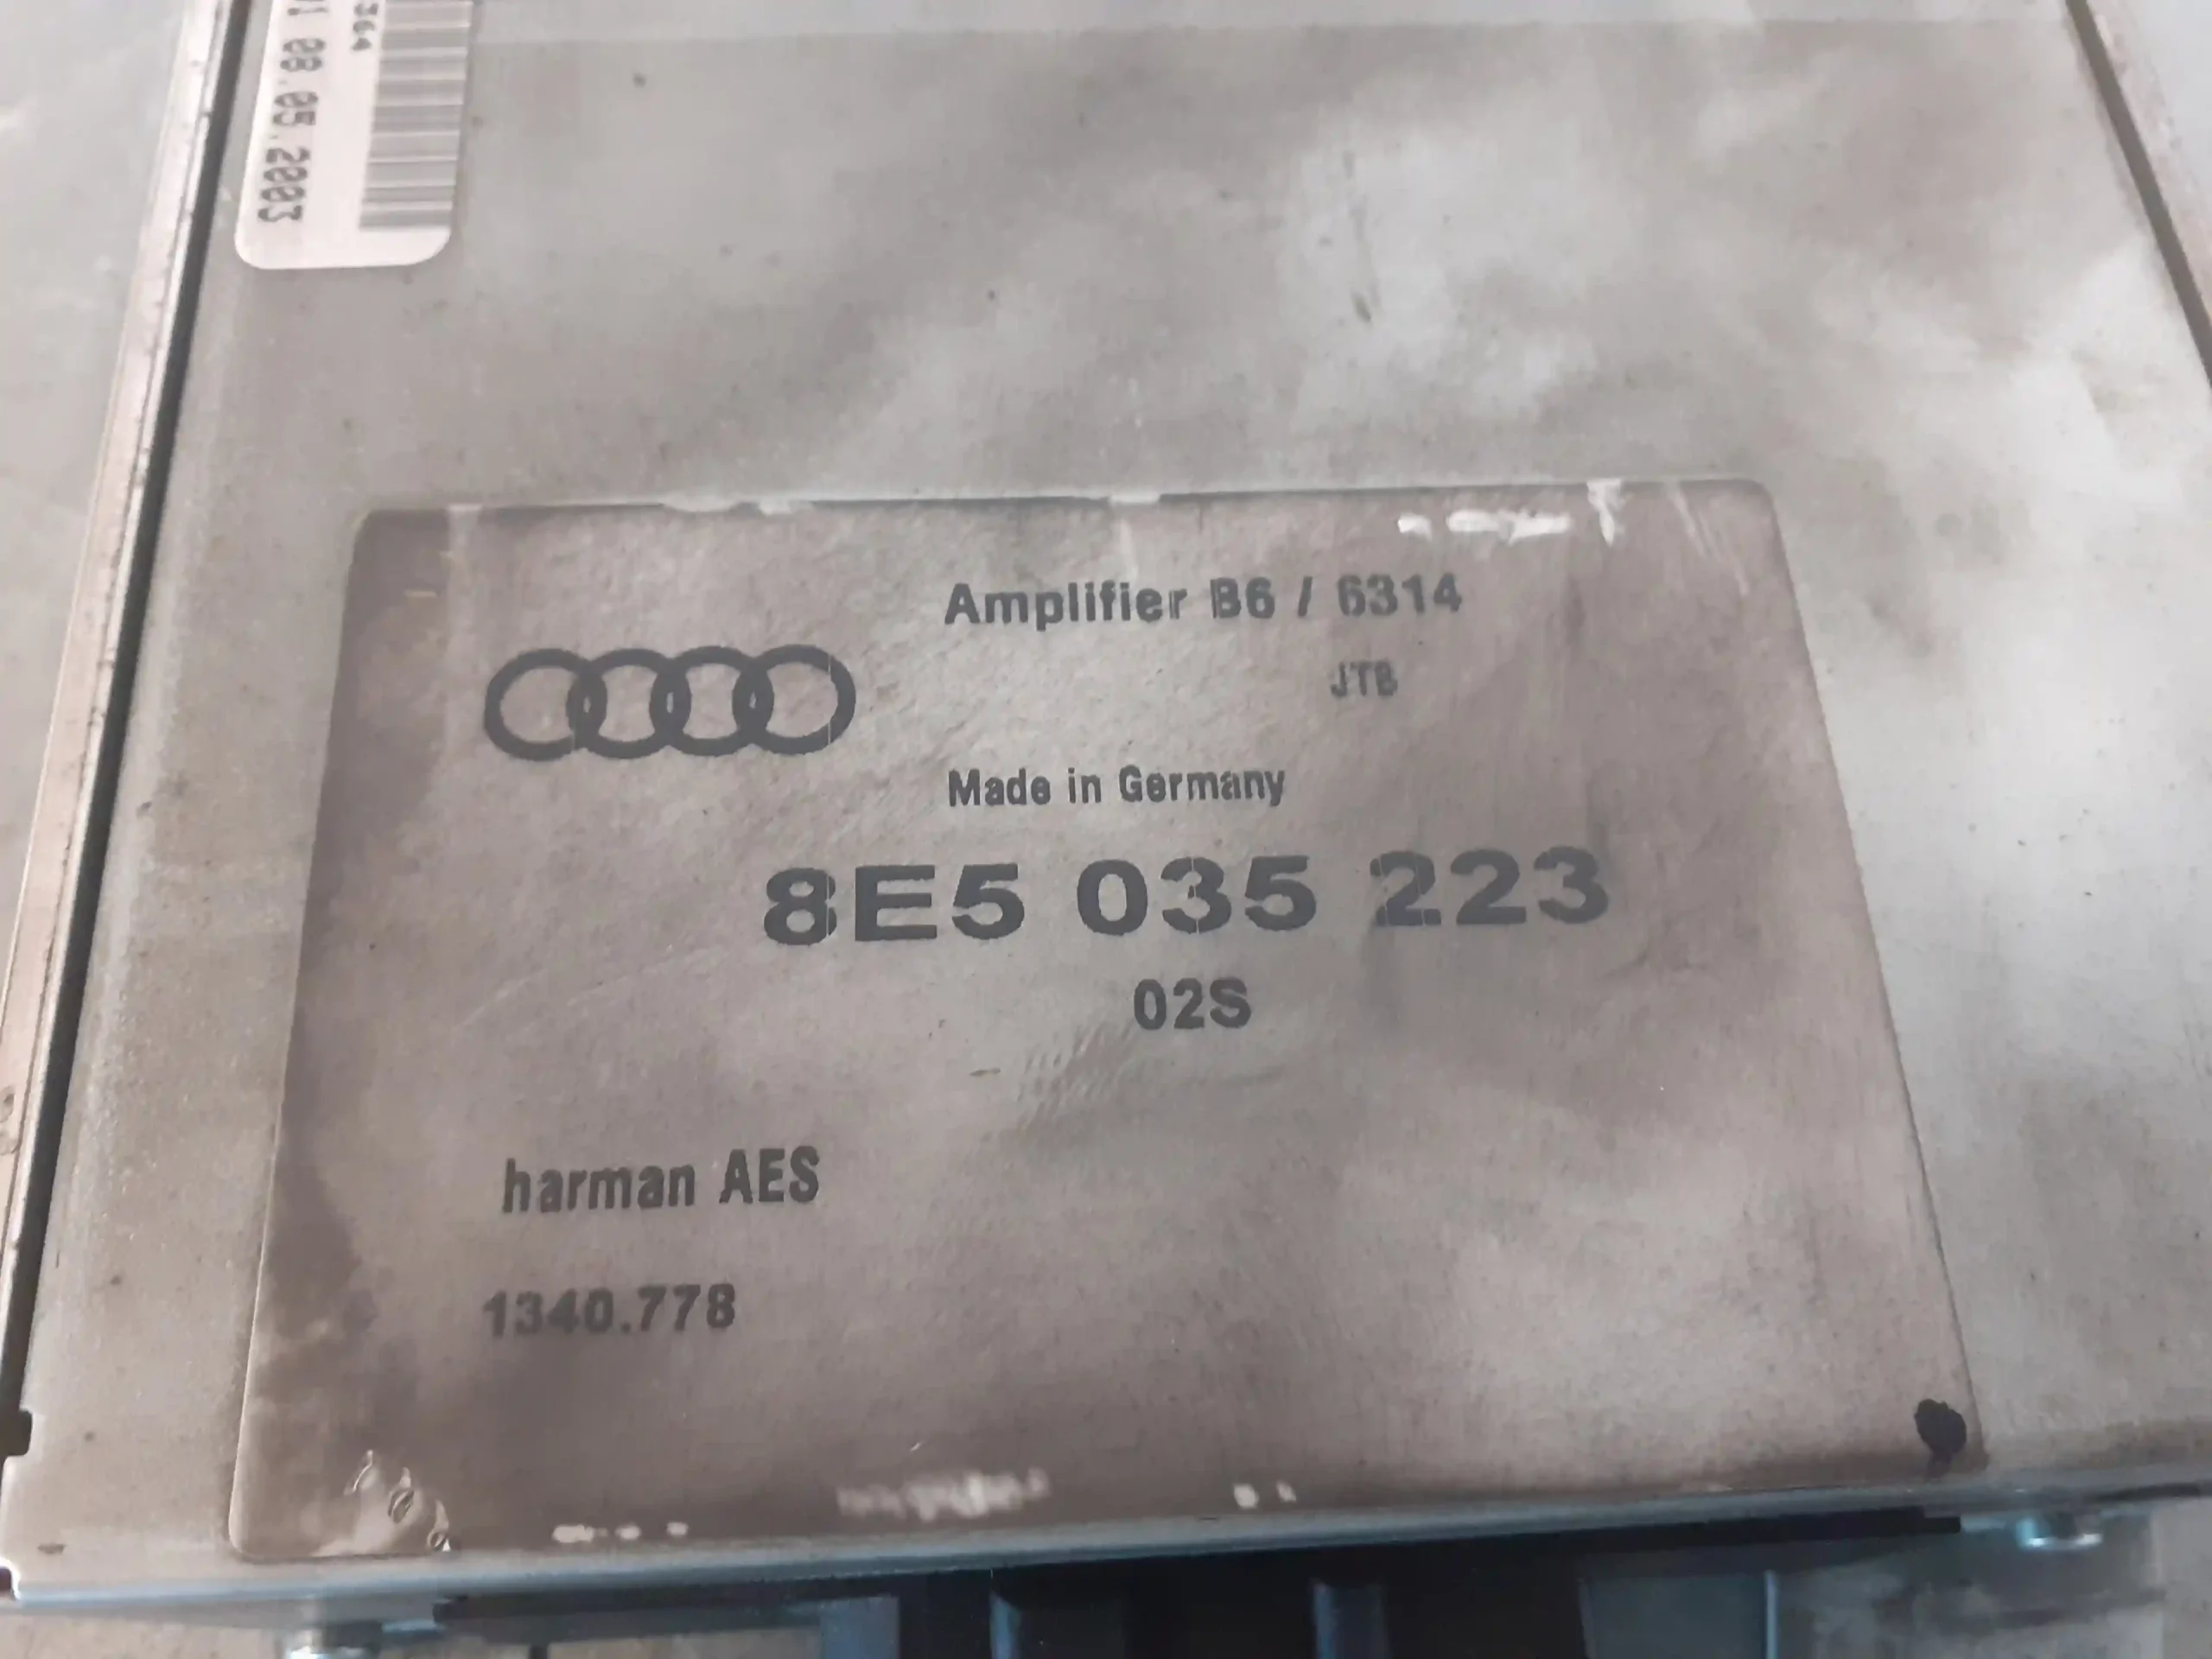 08.05.2003
Amplifier B6 / 6314
JTB
Made in Germany
8E5 035 223
02S
harman AES
1340.778